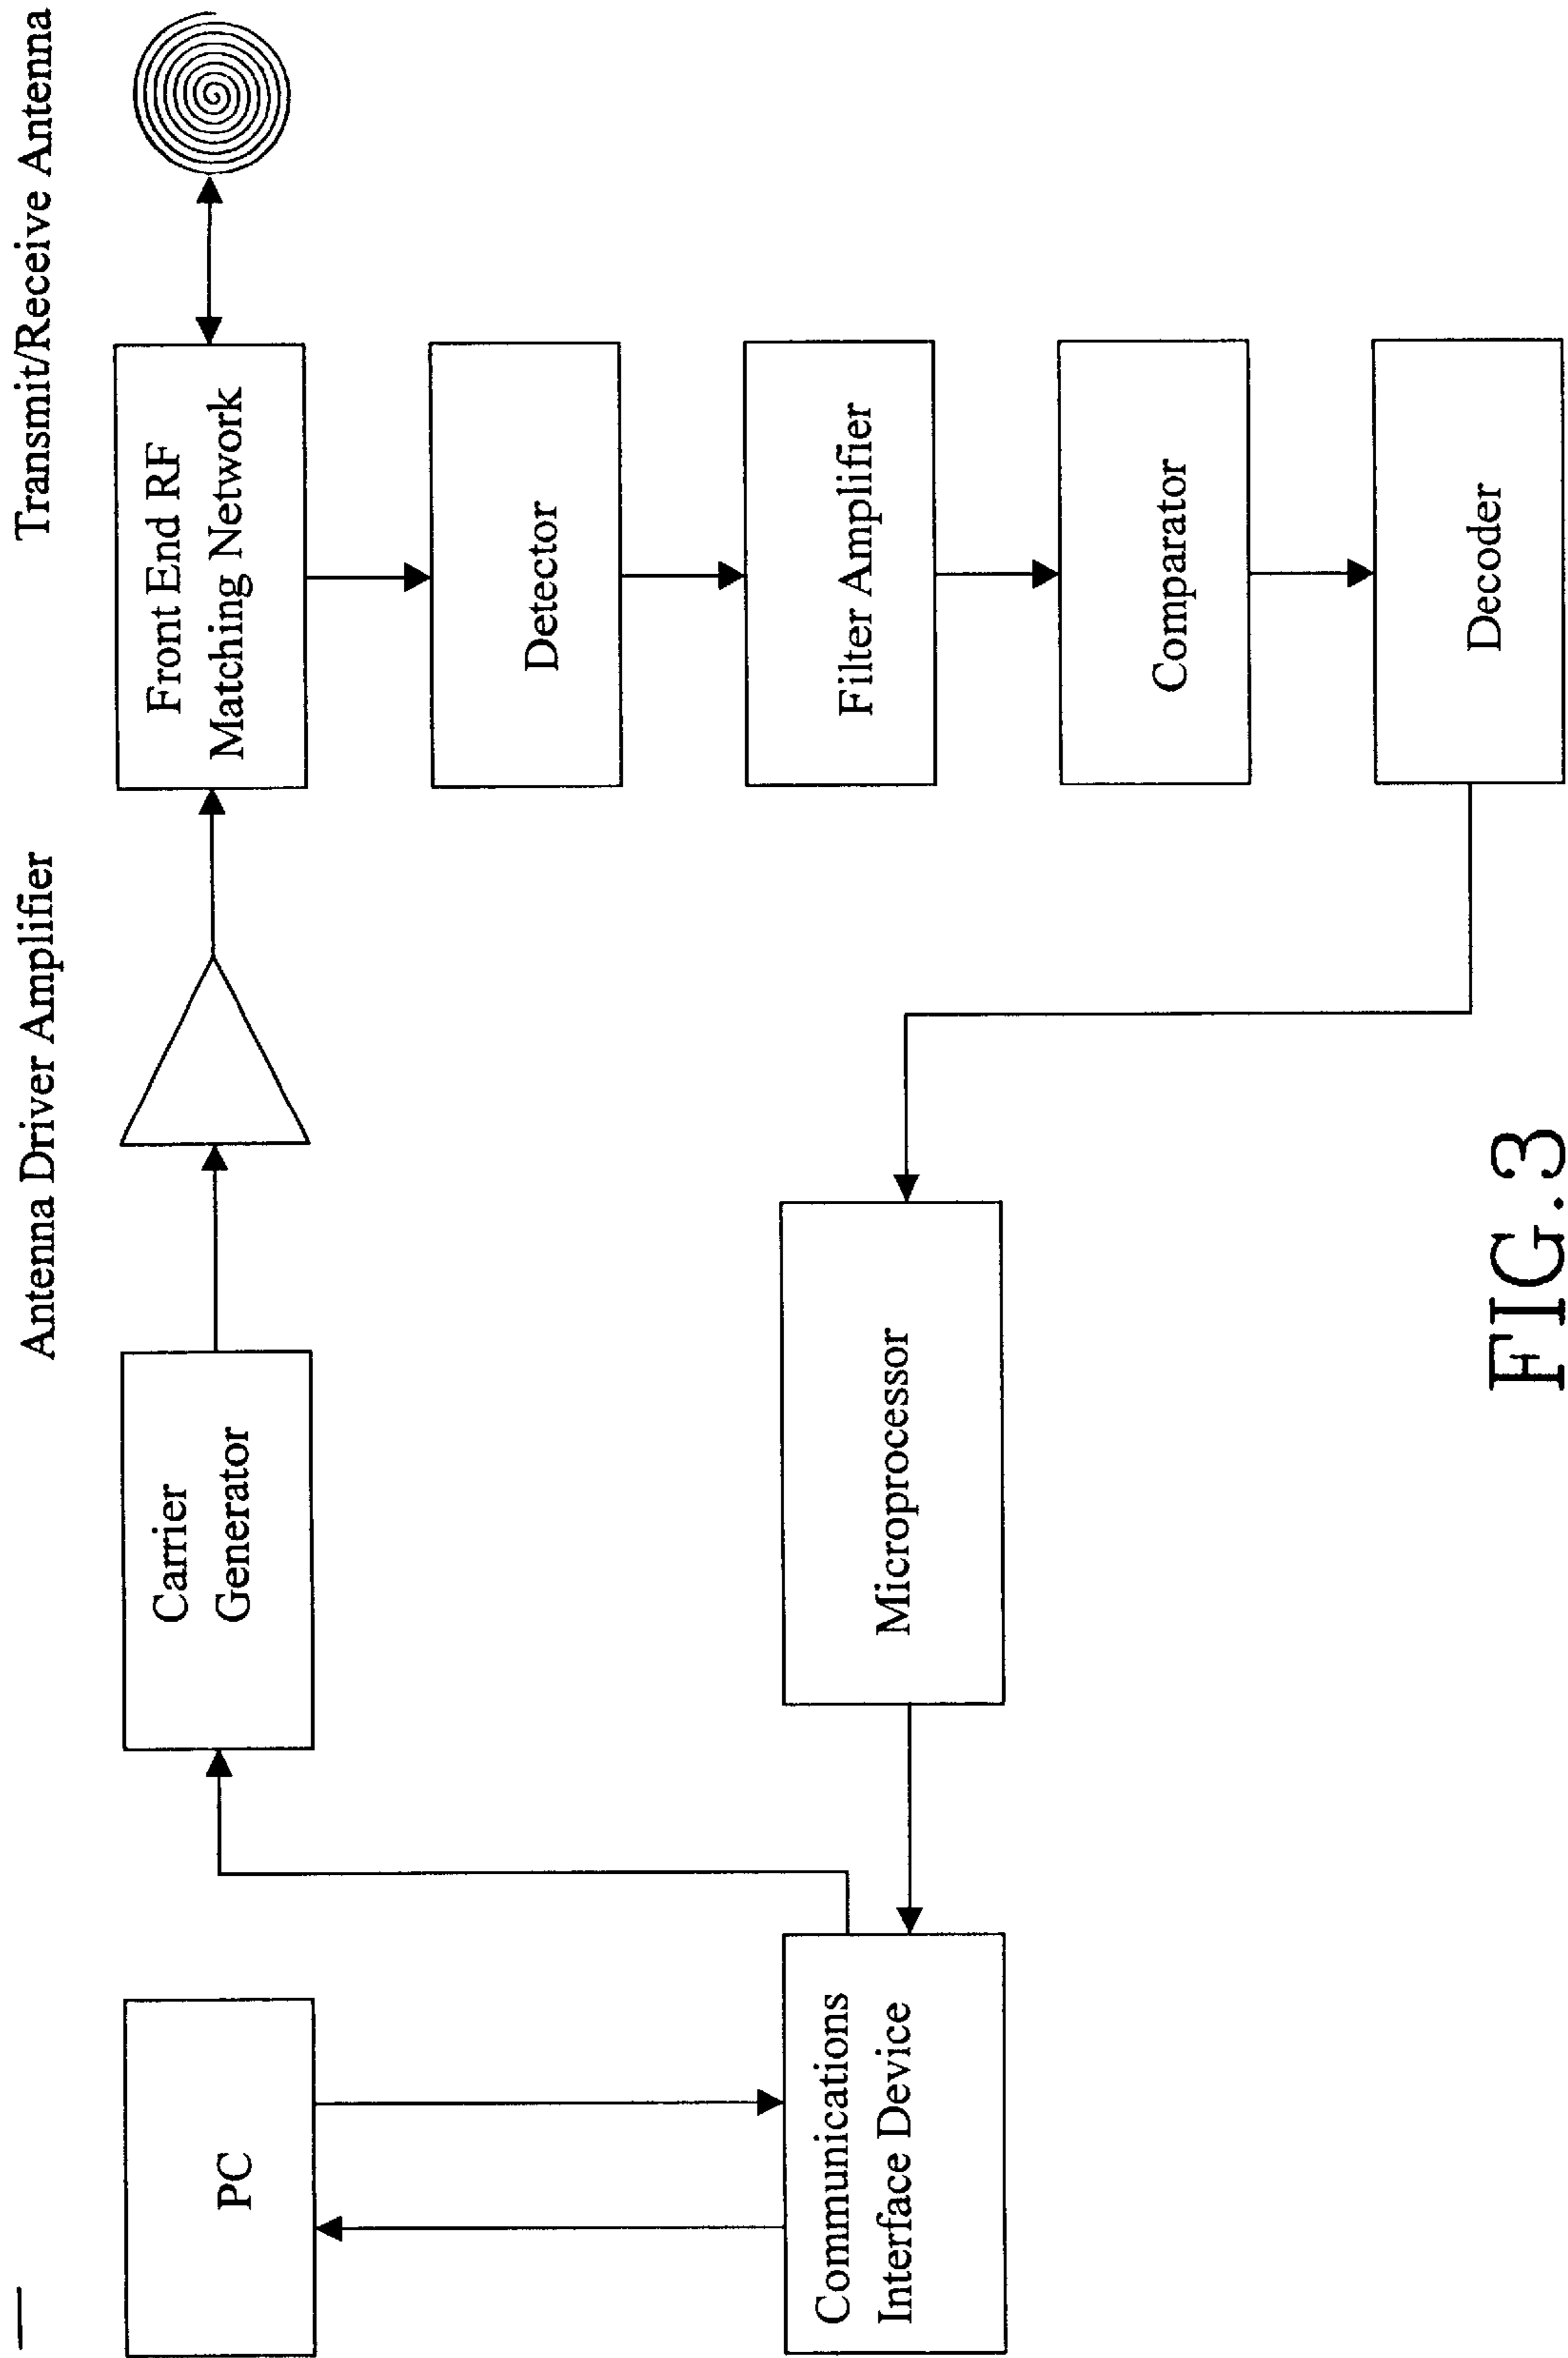 Antenna Driver Amplifier
Transmit/Receive Antenna
PC
Carrier
Generator
Front End RF
Matching Network
Detector
Filter Amplifier
Communications
Interface Device
Microprocessor
Comparator
Decoder
FIG.3